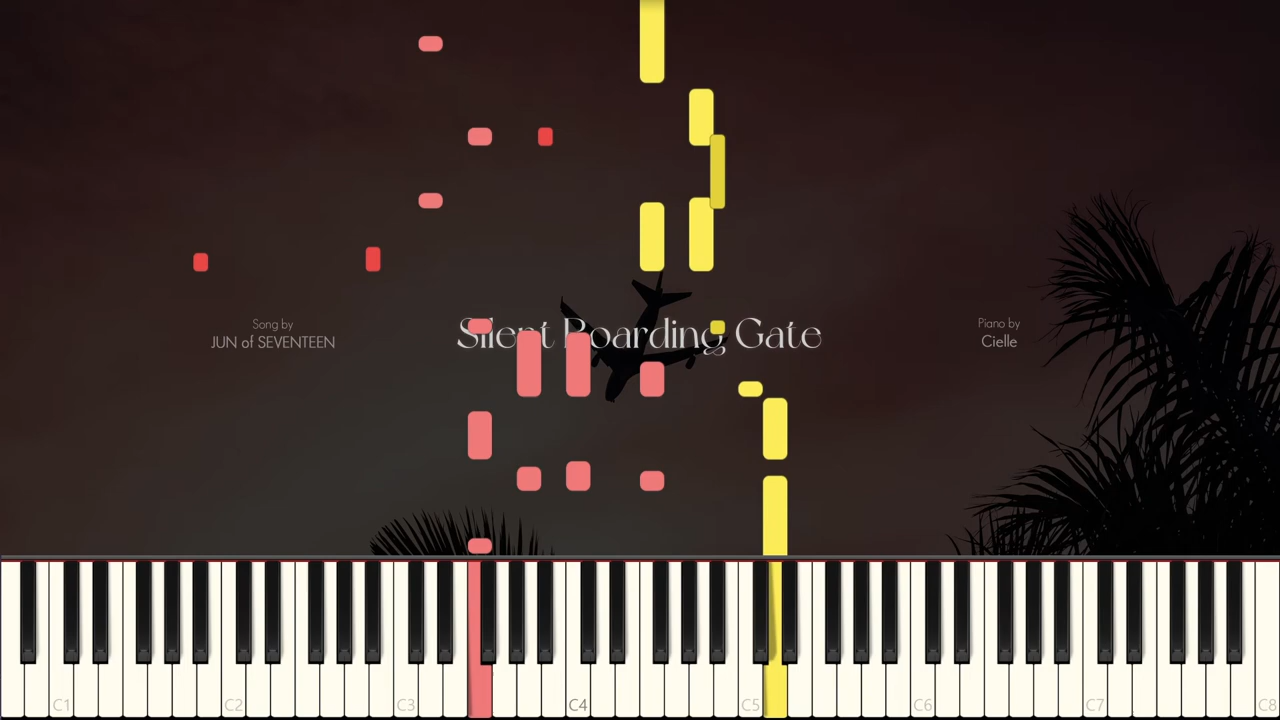 Song by
JUN of SEVENTEEN
Silent Boarding Gate
Piano by
Cielle
C1
C2
C3
C4
C5
C6
C7
C8